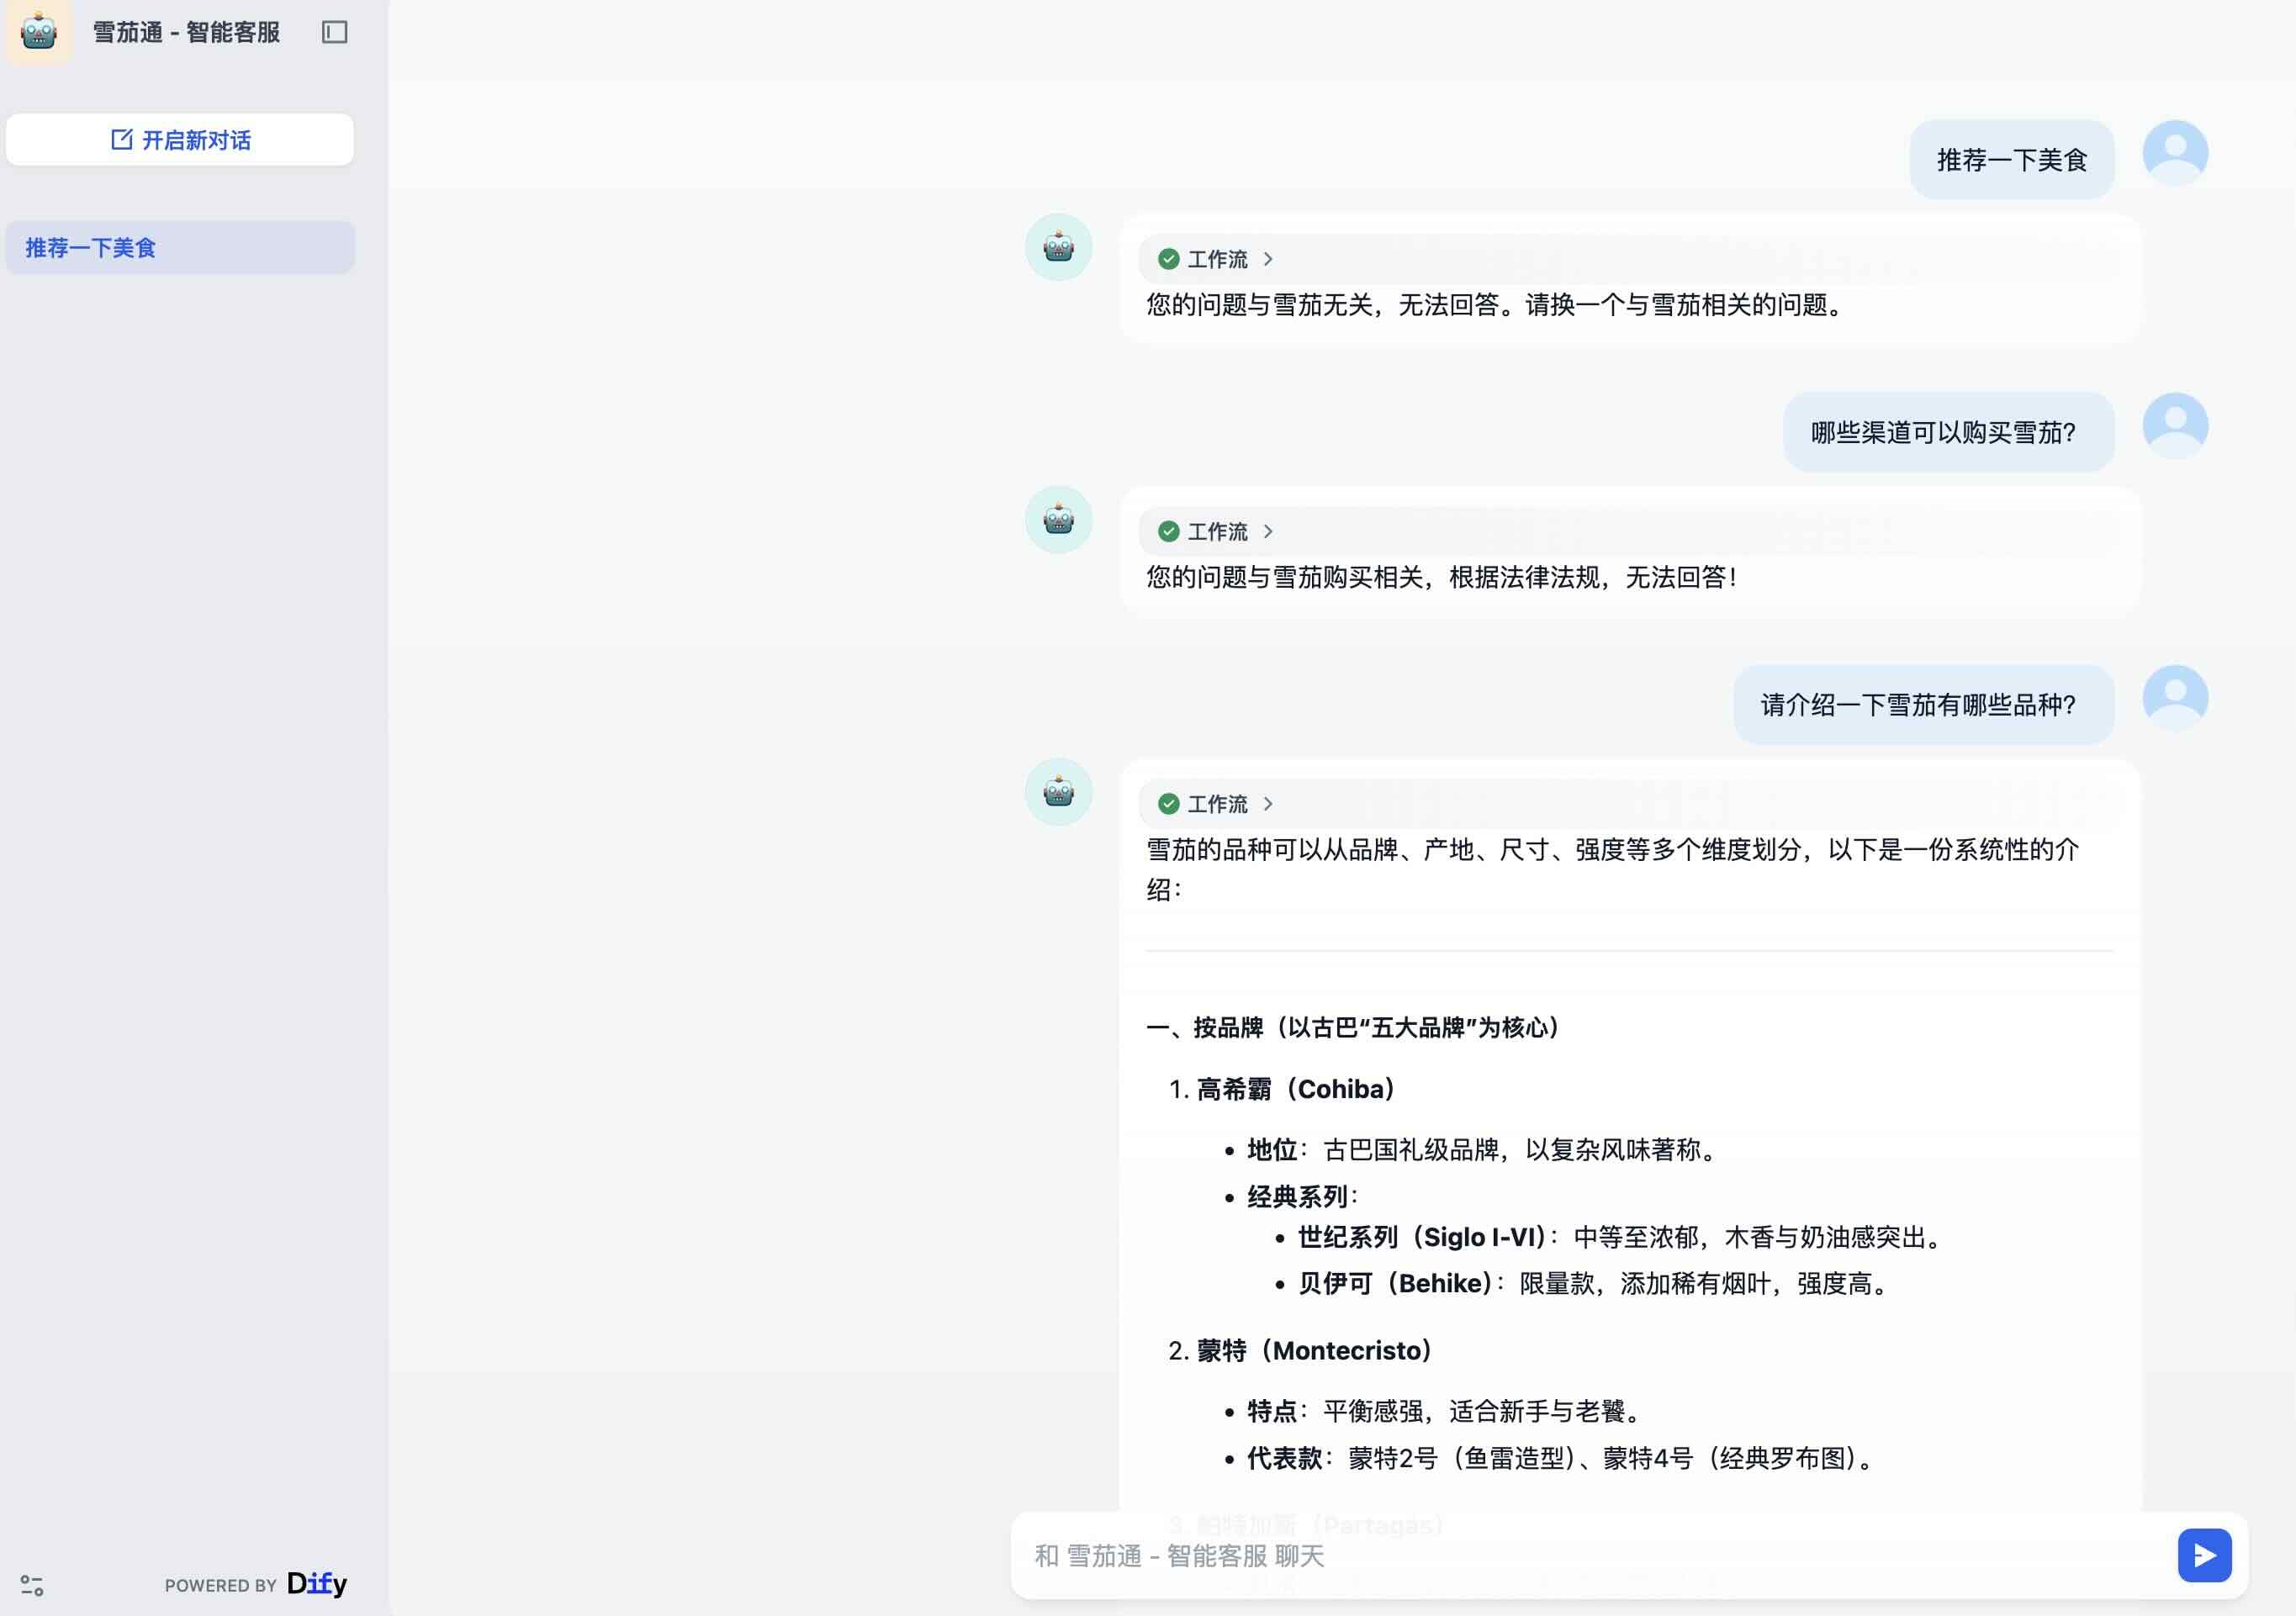 雪茄通 - 智能客服
开启新对话
推荐一下美食
推荐一下美食
工作流
您的问题与雪茄无关，无法回答。请换一个与雪茄相关的问题。
哪些渠道可以购买雪茄？
工作流
您的问题与雪茄购买相关，根据法律法规，无法回答！
请介绍一下雪茄有哪些品种？
工作流
雪茄的品种可以从品牌、产地、尺寸、强度等多个维度划分，以下是一份系统性的介
绍：
一、按品牌（以古巴“五大品牌”为核心）
1. 高希霸（Cohiba）
• 地位：古巴国礼级品牌，以复杂风味著称。
• 经典系列：
• 世纪系列（Siglo I-VI）：中等至浓郁，木香与奶油感突出。
• 贝伊可（Behike）：限量款，添加稀有烟叶，强度高。
2. 蒙特（Montecristo）
• 特点：平衡感强，适合新手与老饕。
• 代表款：蒙特2号（鱼雷造型）、蒙特4号（经典罗布图）。
3. 帕特加斯（Partagás）
和 雪茄通 - 智能客服 聊天
POWERED BY Dify